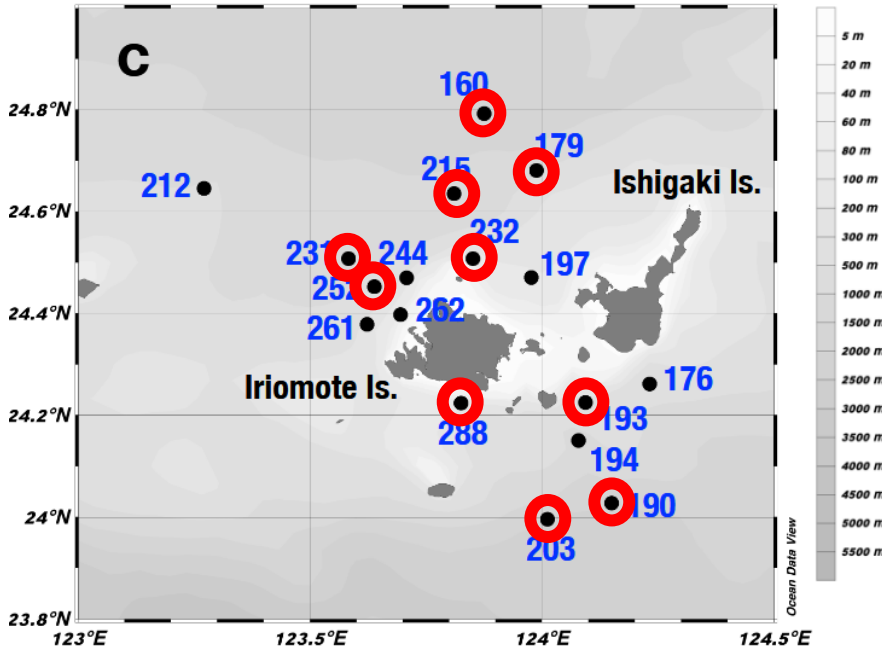 C
160
179
215
Ishigaki Is.
212
232
231
244
197
252
262
261
176
Iriomote Is.
193
288
194
190
203
24.8°N
24.6°N
24.4°N
24.2°N
24°N
23.8°N
123°E
123.5°E
124°E
124.5°E
Ocean Data View
5 m
20 m
40 m
60 m
80 m
100 m
200 m
300 m
400 m
500 m
1000 m
1500 m
2000 m
2500 m
3000 m
3500 m
4000 m
4500 m
5000 m
5500 m